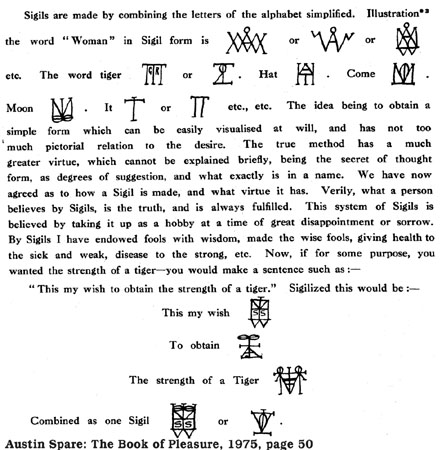 Sigils are made by combining the letters of the alphabet simplified. Illustration*³
the word "Woman" in Sigil form is or or
etc. The word tiger or . Hat . Come .
Moon . It or etc., etc. The idea being to obtain a
simple form which can be easily visualised at will, and has not too
much pictorial relation to the desire. The true method has a much
greater virtue, which cannot be explained briefly, being the secret of thought
form, as degrees of suggestion, and what exactly is in a name. We have now
agreed as to how a Sigil is made, and what virtue it has. Verily, what a person
believes by Sigils, is the truth, and is always fulfilled. This system of Sigils is
believed by taking it up as a hobby at a time of great disappointment or sorrow.
By Sigils I have endowed fools with wisdom, made the wise fools, giving health to
the sick and weak, disease to the strong, etc. Now, if for some purpose, you
wanted the strength of a tiger—you would make a sentence such as :—
"This my wish to obtain the strength of a tiger." Sigilized this would be :—
This my wish
To obtain
The strength of a Tiger
Combined as one Sigil or .
Austin Spare: The Book of Pleasure, 1975, page 50